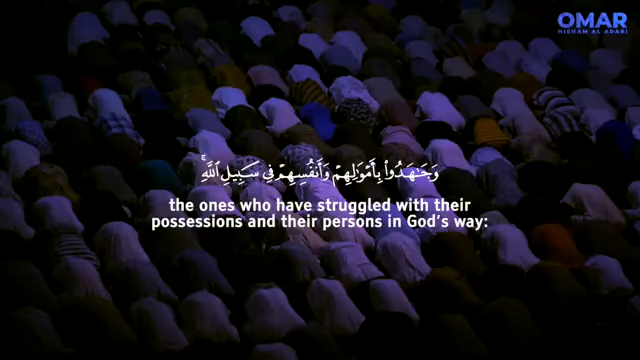 OMAR
HISHAM AL ARABI
وَجَـٰهَدُوا۟ بِأَمْوَٰلِهِمْ وَأَنفُسِهِمْ فِى سَبِيلِ ٱللَّهِ ۚ
the ones who have struggled with their
possessions and their persons in God's way: